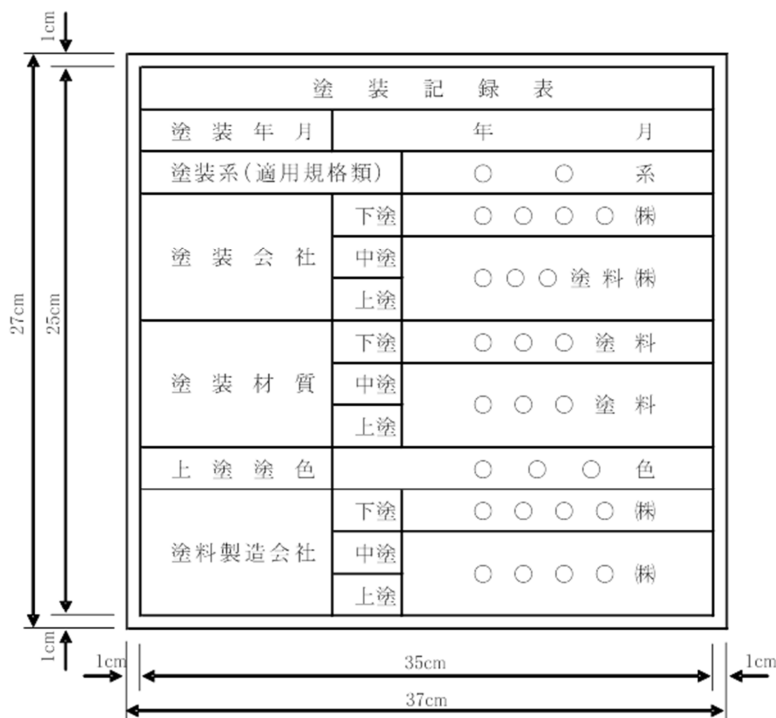 1cm
27cm
25cm
塗装記録表
塗装年月 年 月
塗装系(適用規格類) ○ ○ 系
塗装会社
下塗 ○○○○㈱
中塗
上塗
○○○塗料㈱
塗装材質
下塗 ○○○塗料
中塗
上塗
○○○塗料
上塗塗色 ○○○色
塗料製造会社
下塗 ○○○○㈱
中塗
上塗
○○○○㈱
1cm
1cm 35cm 1cm
37cm